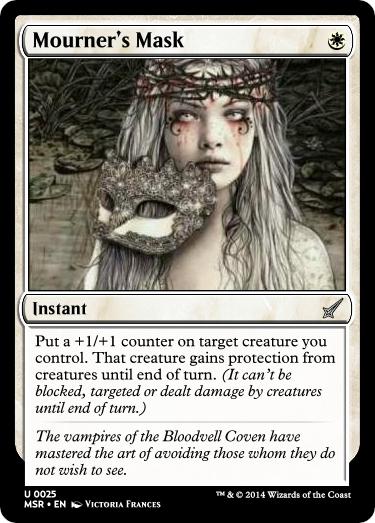 Mourner's Mask
Instant
Put a +1/+1 counter on target creature you
control. That creature gains protection from
creatures until end of turn. (It can't be
blocked, targeted or dealt damage by creatures
until end of turn.)
The vampires of the Bloodvell Coven have
mastered the art of avoiding those whom they do
not wish to see.
U 0025
MSR • EN Victoria Frances
™ & © 2014 Wizards of the Coast